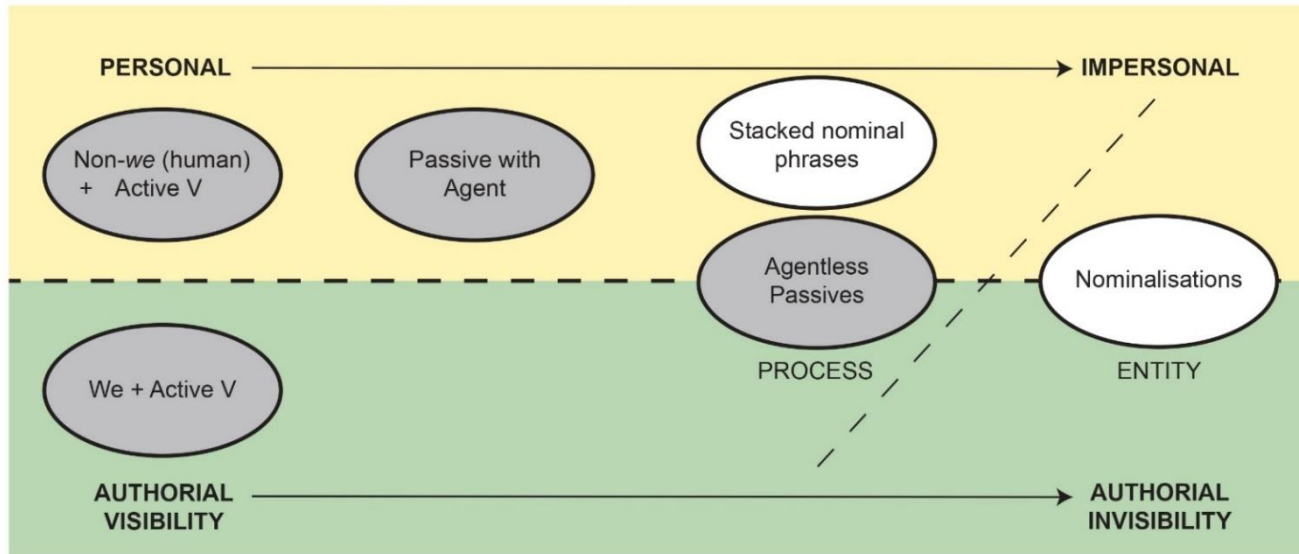 PERSONAL
IMPERSONAL
Non-we (human)
+ Active V
Passive with
Agent
Stacked nominal
phrases
Agentless
Passives
Nominalisations
PROCESS
ENTITY
We + Active V
AUTHORIAL
VISIBILITY
AUTHORIAL
INVISIBILITY